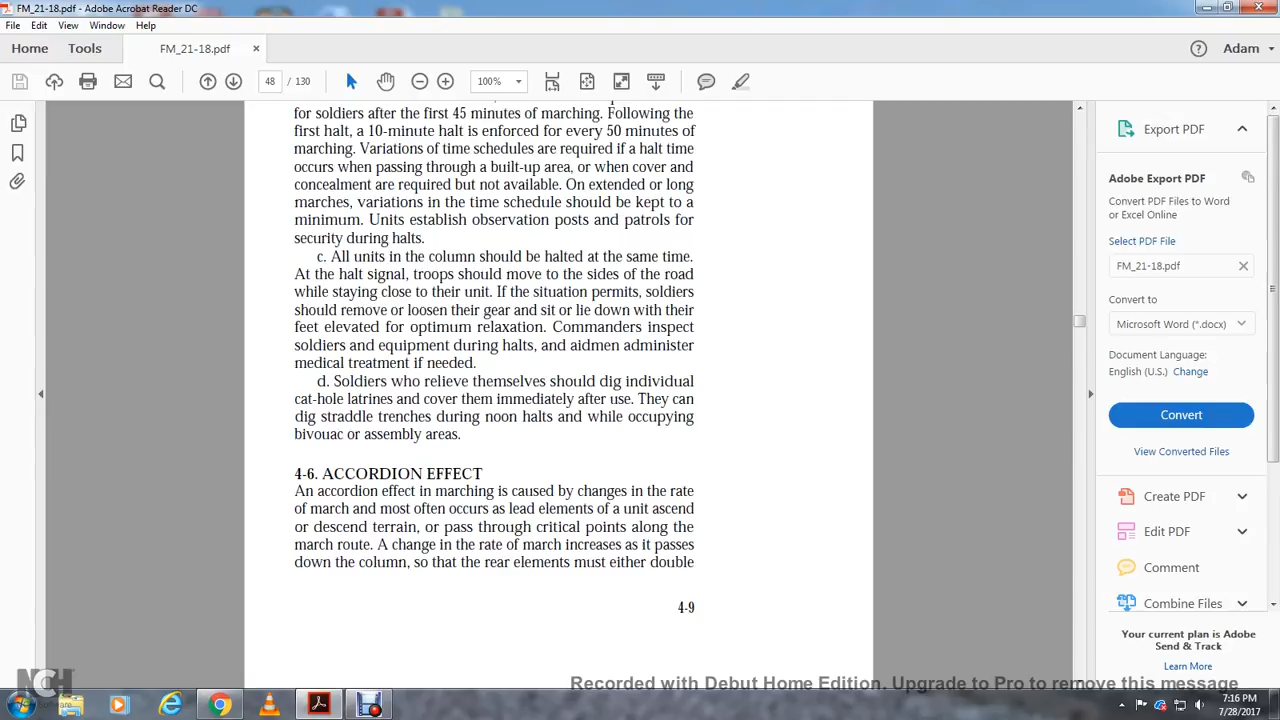 FM_21-18.pdf - Adobe Acrobat Reader DC
File Edit View Window Help
Home Tools FM_21-18.pdf × Adam
48 / 130 100%
for soldiers after the first 45 minutes of marching. Following the
first halt, a 10-minute halt is enforced for every 50 minutes of
marching. Variations of time schedules are required if a halt time
occurs when passing through a built-up area, or when cover and
concealment are required but not available. On extended or long
marches, variations in the time schedule should be kept to a
minimum. Units establish observation posts and patrols for
security during halts.
c. All units in the column should be halted at the same time.
At the halt signal, troops should move to the sides of the road
while staying close to their unit. If the situation permits, soldiers
should remove or loosen their gear and sit or lie down with their
feet elevated for optimum relaxation. Commanders inspect
soldiers and equipment during halts, and aidmen administer
medical treatment if needed.
d. Soldiers who relieve themselves should dig individual
cat-hole latrines and cover them immediately after use. They can
dig straddle trenches during noon halts and while occupying
bivouac or assembly areas.
4-6. ACCORDION EFFECT
An accordion effect in marching is caused by changes in the rate
of march and most often occurs as lead elements of a unit ascend
or descend terrain, or pass through critical points along the
march route. A change in the rate of march increases as it passes
down the column, so that the rear elements must either double
4-9
Export PDF
Adobe Export PDF
Convert PDF Files to Word
or Excel Online
Select PDF File
FM_21-18.pdf
Convert to
Microsoft Word (*.docx)
Document Language:
English (U.S.) Change
Convert
View Converted Files
Create PDF
Edit PDF
Comment
Combine Files
Your current plan is Adobe
Send & Track
Learn More
NCH
Software
Recorded with Debut Home Edition. Upgrade to Pro to remove this message
7:16 PM
7/28/2017